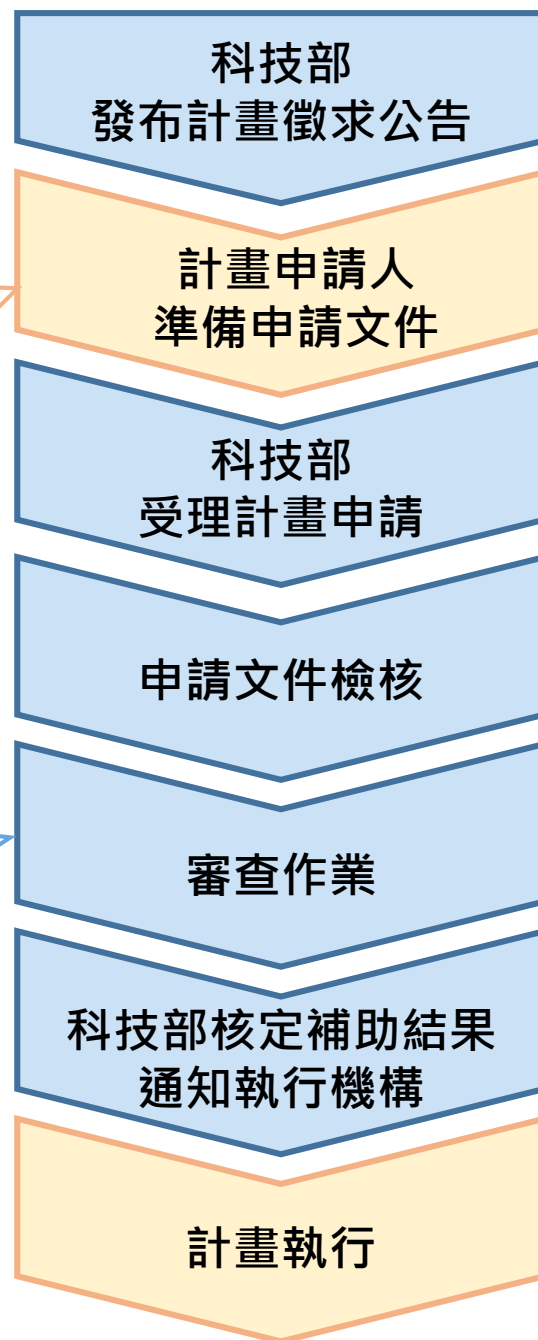 科技部
發布計畫徵求公告
計畫申請人
準備申請文件
科技部
受理計畫申請
申請文件檢核
審查作業
科技部核定補助結果
通知執行機構
計畫執行